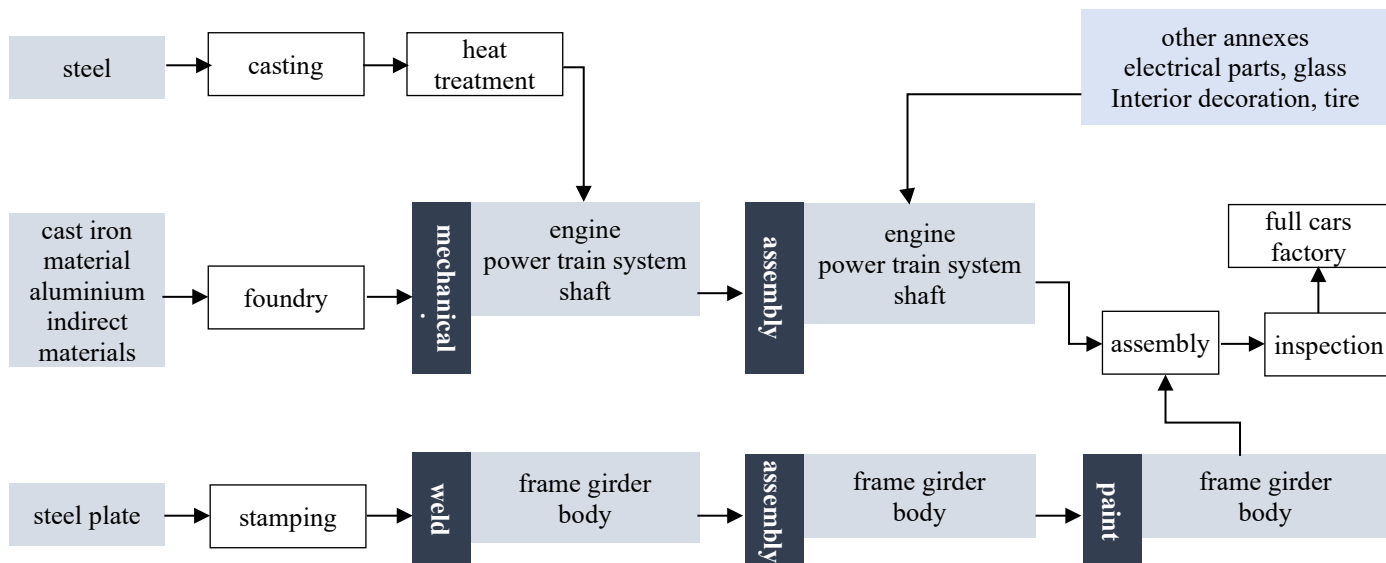 steel
casting
heat
treatment
other annexes
electrical parts, glass
Interior decoration, tire
cast iron
material
aluminium
indirect
materials
foundry
mechanical.
engine
power train system
shaft
assembly
engine
power train system
shaft
full cars
factory
assembly
inspection
steel plate
stamping
weld
frame girder
body
assembly
frame girder
body
paint
frame girder
body